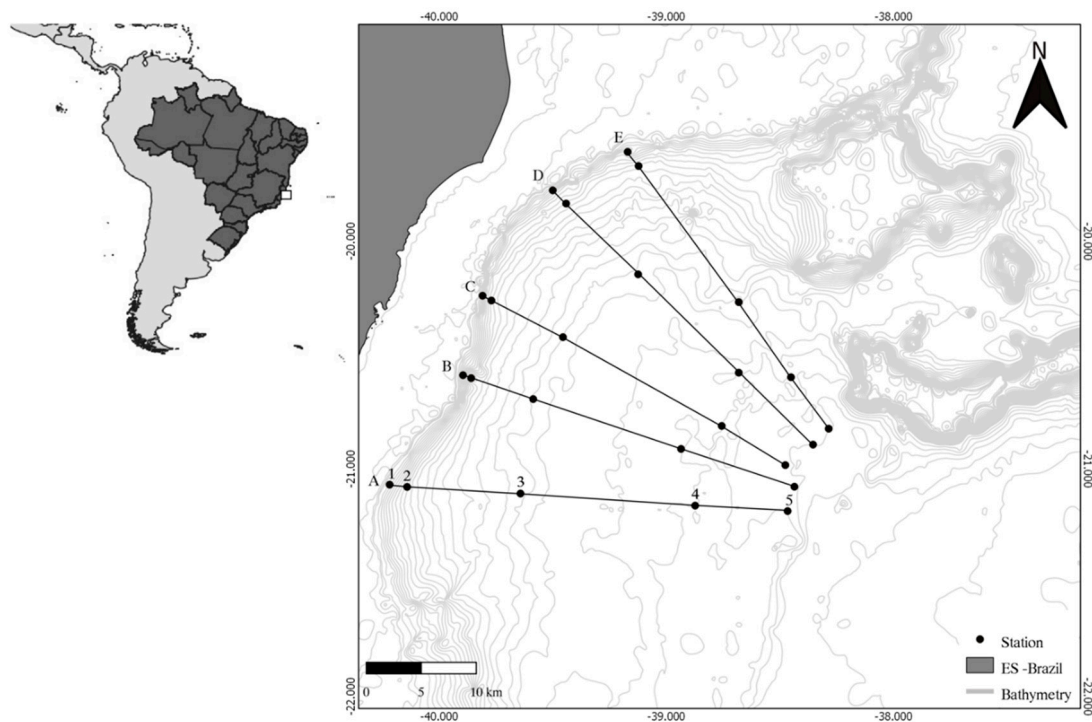 -40.000 -39.000 -38.000
N
E
D
-20.000 -20.000
C
B
A 1 2 3 4 5
-21.000 -21.000
Station
ES -Brazil
Bathymetry
0 5 10 km
-22.000 -22.000
-40.000 -39.000 -38.000